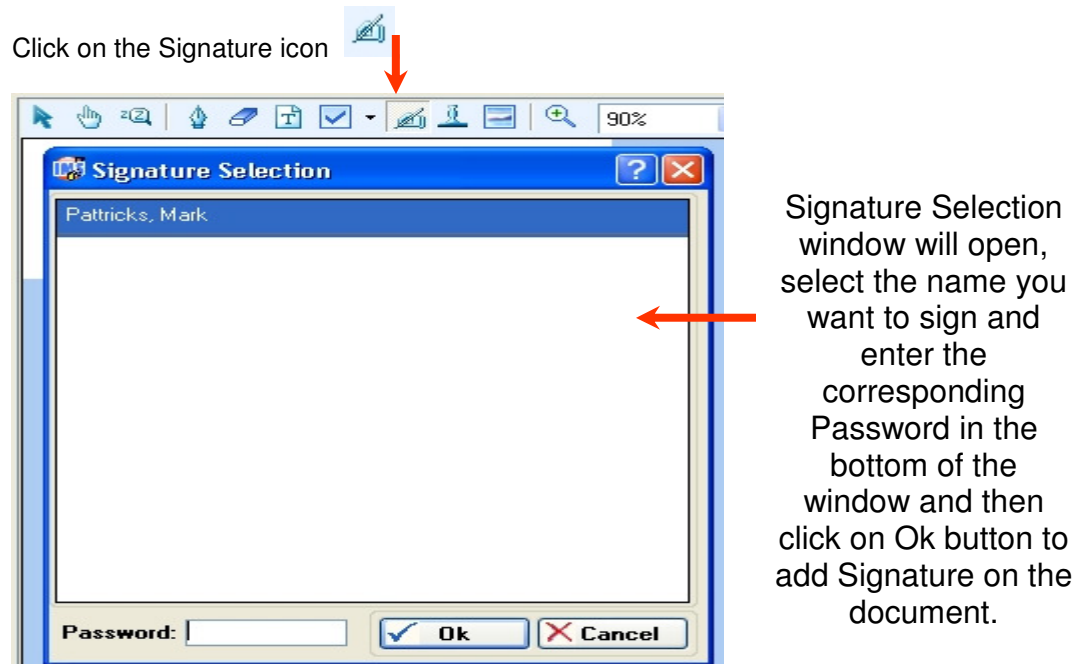 Click on the Signature icon
90%
Signature Selection
Pattricks, Mark
Password:
Ok
Cancel
Signature Selection
window will open,
select the name you
want to sign and
enter the
corresponding
Password in the
bottom of the
window and then
click on Ok button to
add Signature on the
document.